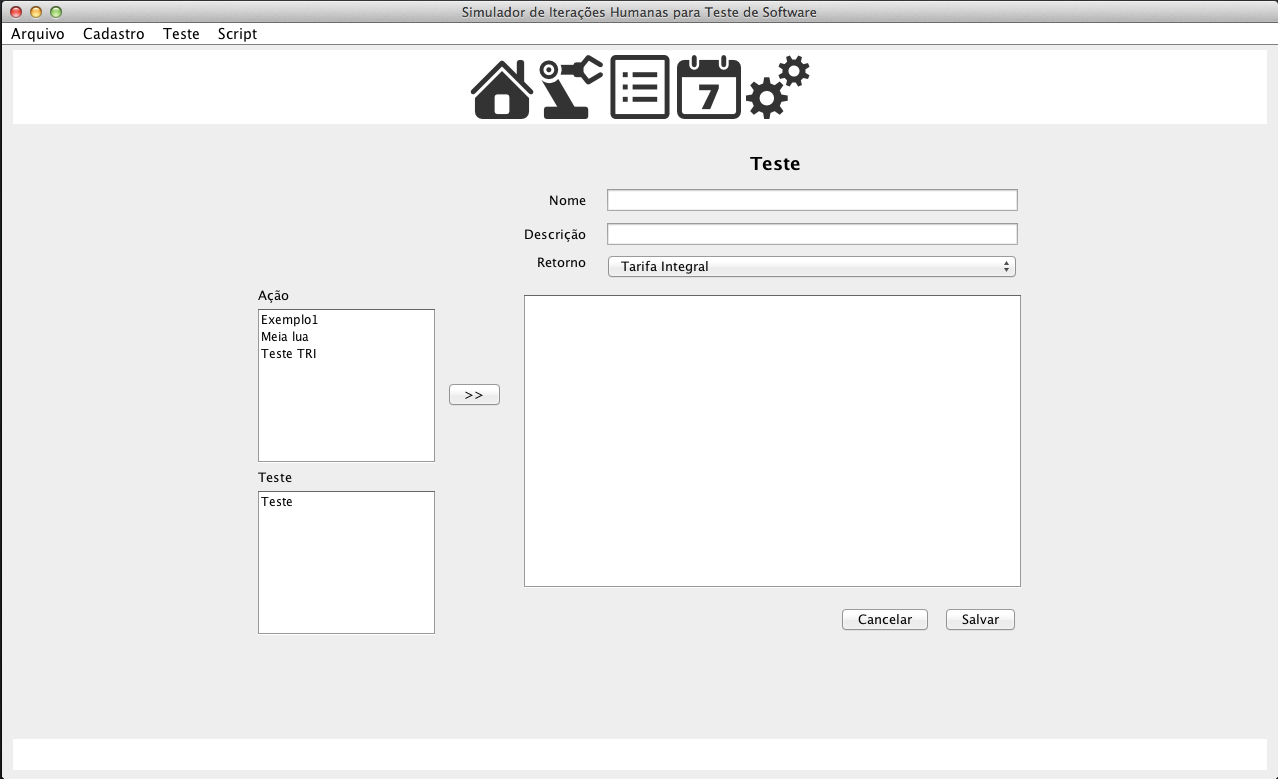 Simulador de Iterações Humanas para Teste de Software
Arquivo Cadastro Teste Script
7
Teste
Nome
Descrição
Retorno Tarifa Integral
Ação
Exemplo1
Meia lua
Teste TRI
>>
Teste
Teste
Cancelar Salvar